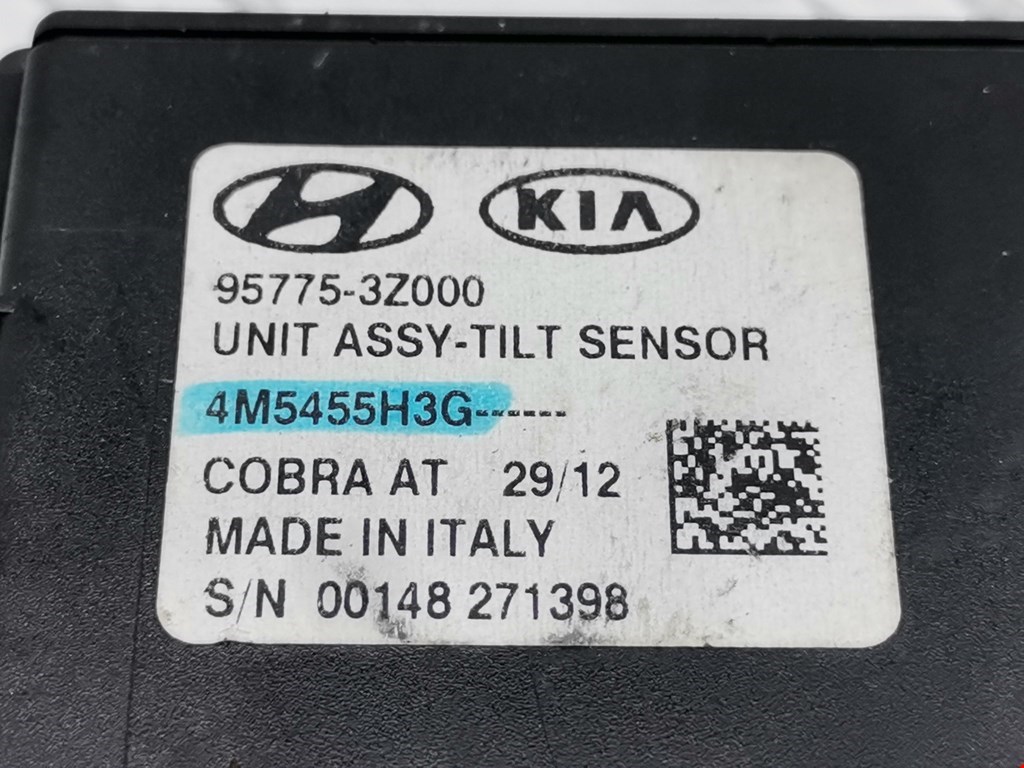 KIA
95775-3Z000
UNIT ASSY-TILT SENSOR
4M5455H3G-------
COBRA AT 29/12
MADE IN ITALY
S/N 00148 271398